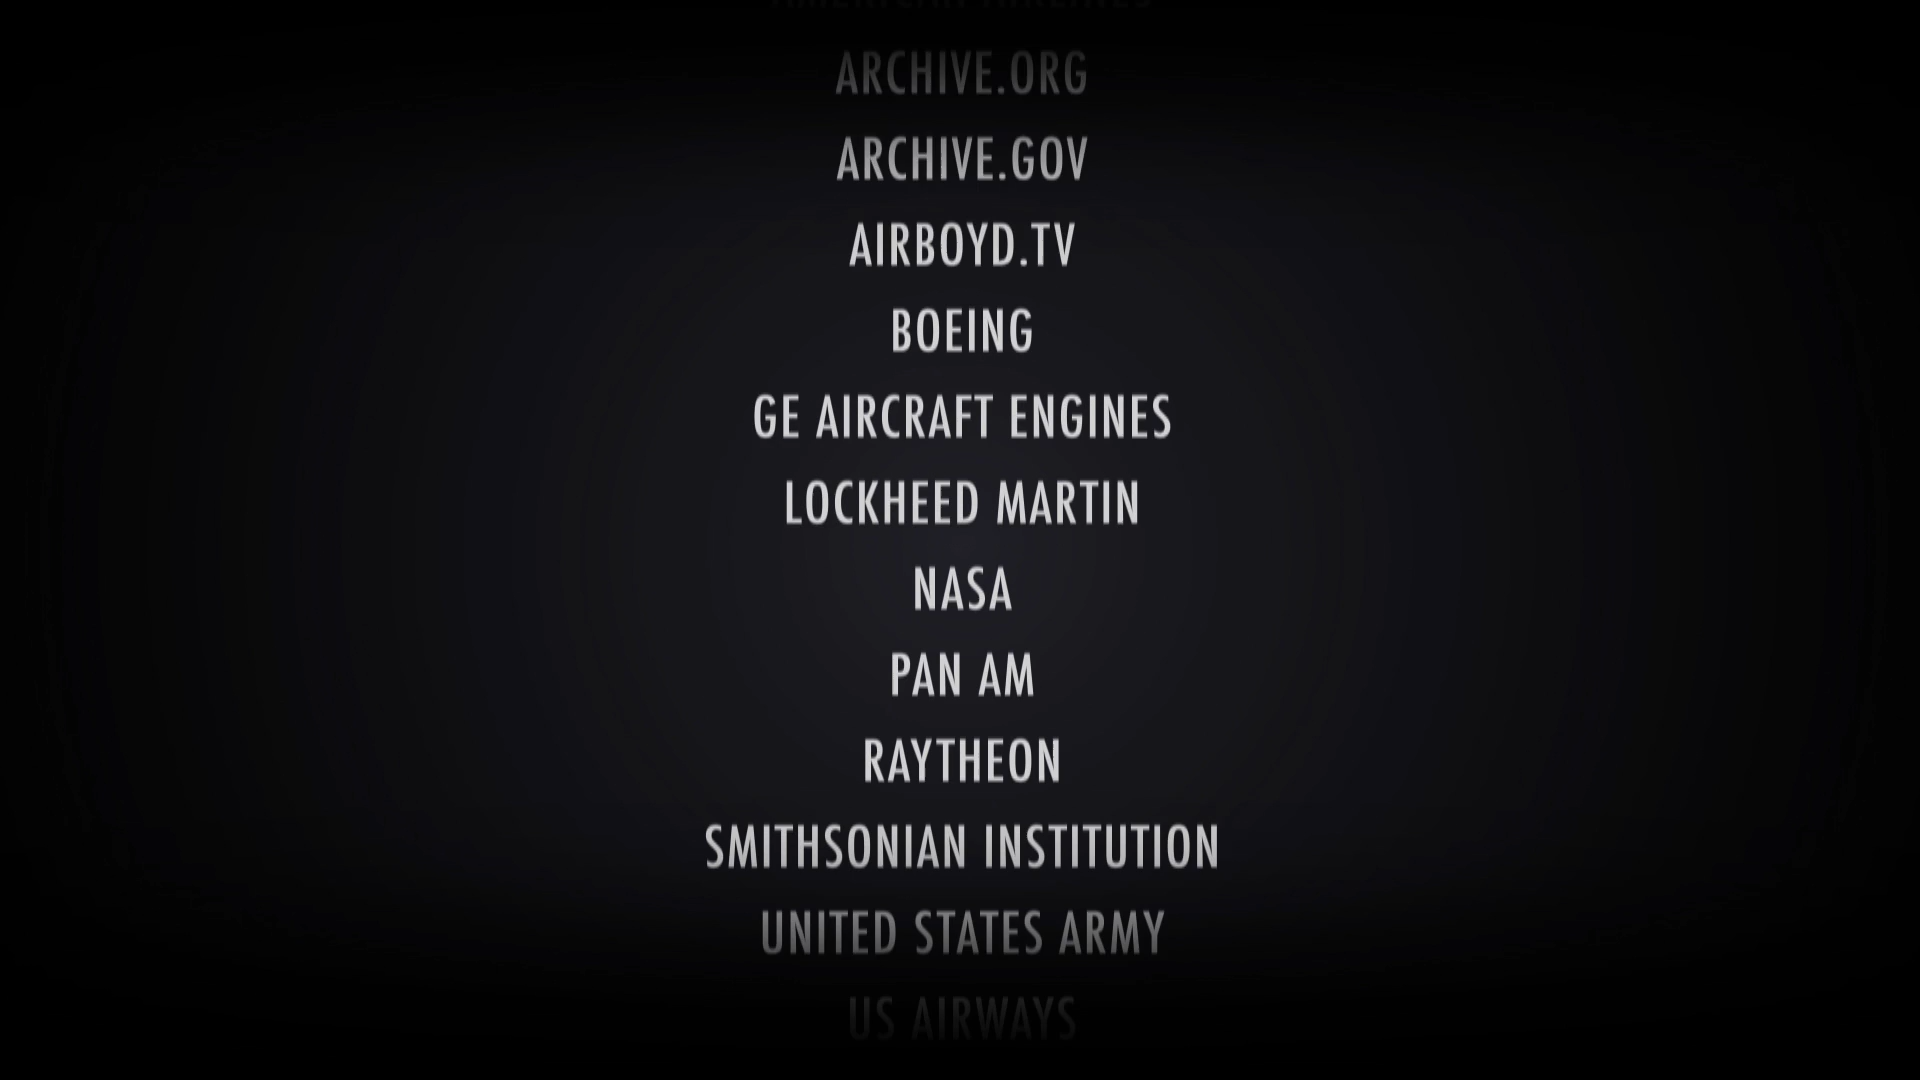 ARCHIVE.ORG
ARCHIVE.GOV
AIRBOYD.TV
BOEING
GE AIRCRAFT ENGINES
LOCKHEED MARTIN
NASA
PAN AM
RAYTHEON
SMITHSONIAN INSTITUTION
UNITED STATES ARMY
US AIRWAYS